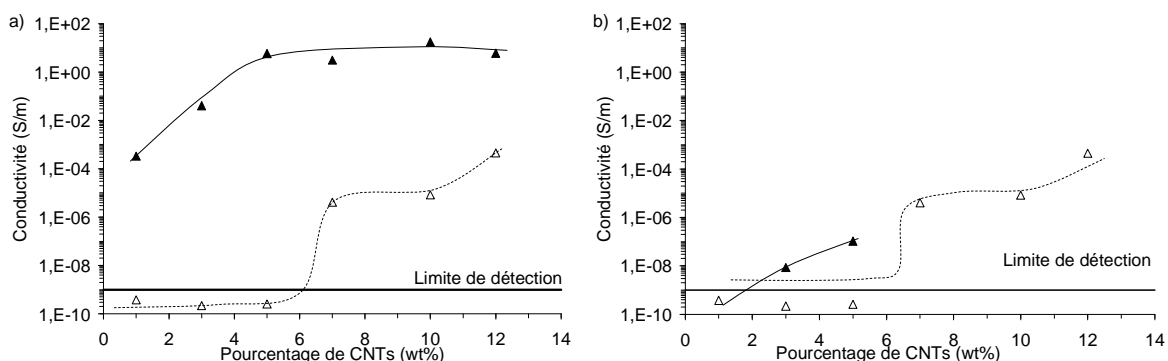 a)
Conductivité (S/m)
1,E+02
1,E+00
1,E-02
1,E-04
1,E-06
1,E-08
1,E-10
Limite de détection
0 2 4 6 8 10 12 14
Pourcentage de CNTs (wt%)
b)
Conductivité (S/m)
1,E+02
1,E+00
1,E-02
1,E-04
1,E-06
1,E-08
1,E-10
Limite de détection
0 2 4 6 8 10 12 14
Pourcentage de CNTs (wt%)